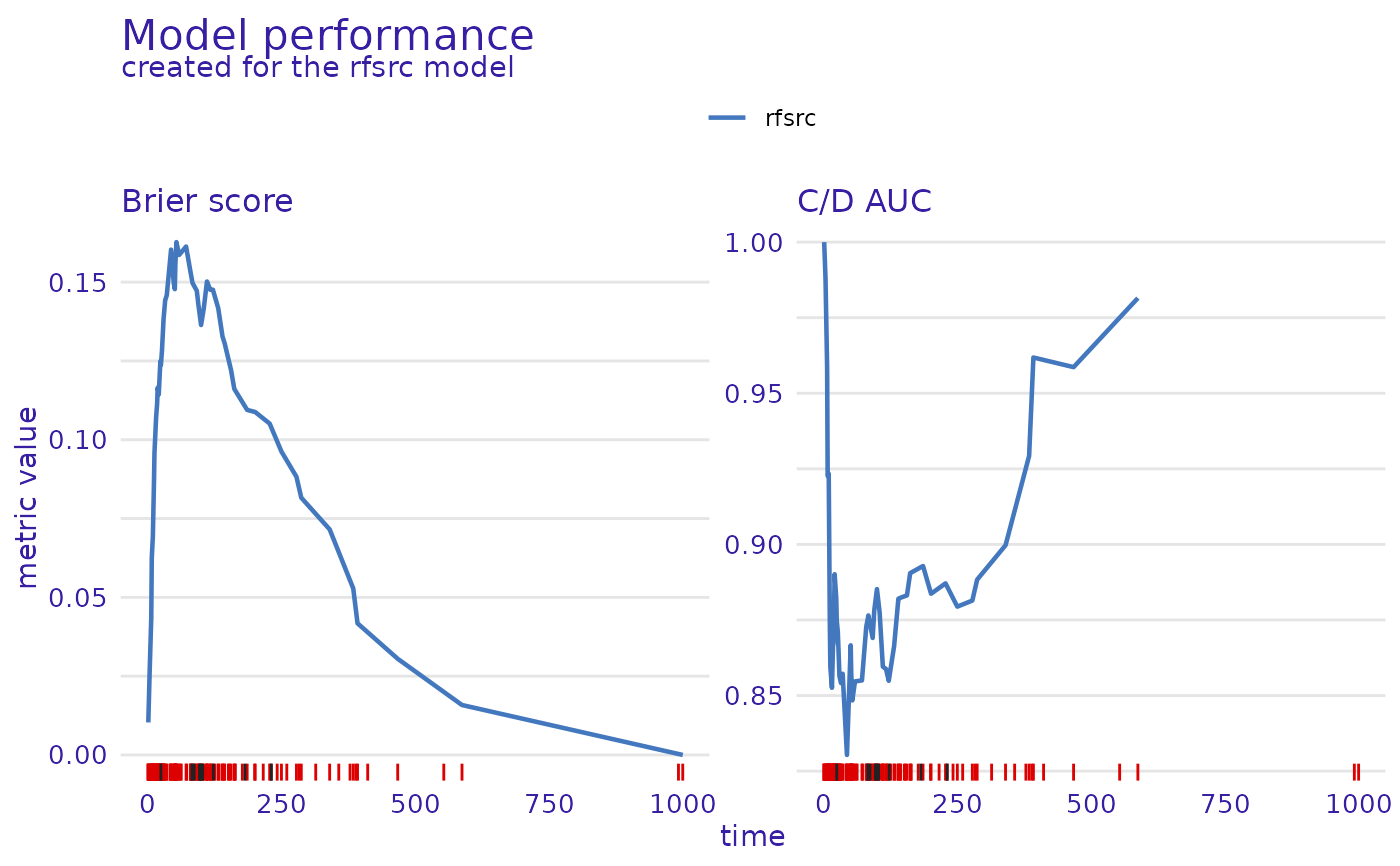 Model performance
created for the rfsrc model
rfsrc
Brier score
C/D AUC
metric value
0.15
0.10
0.05
0.00
0 250 500 750 1000
1.00
0.95
0.90
0.85
0 250 500 750 1000
time